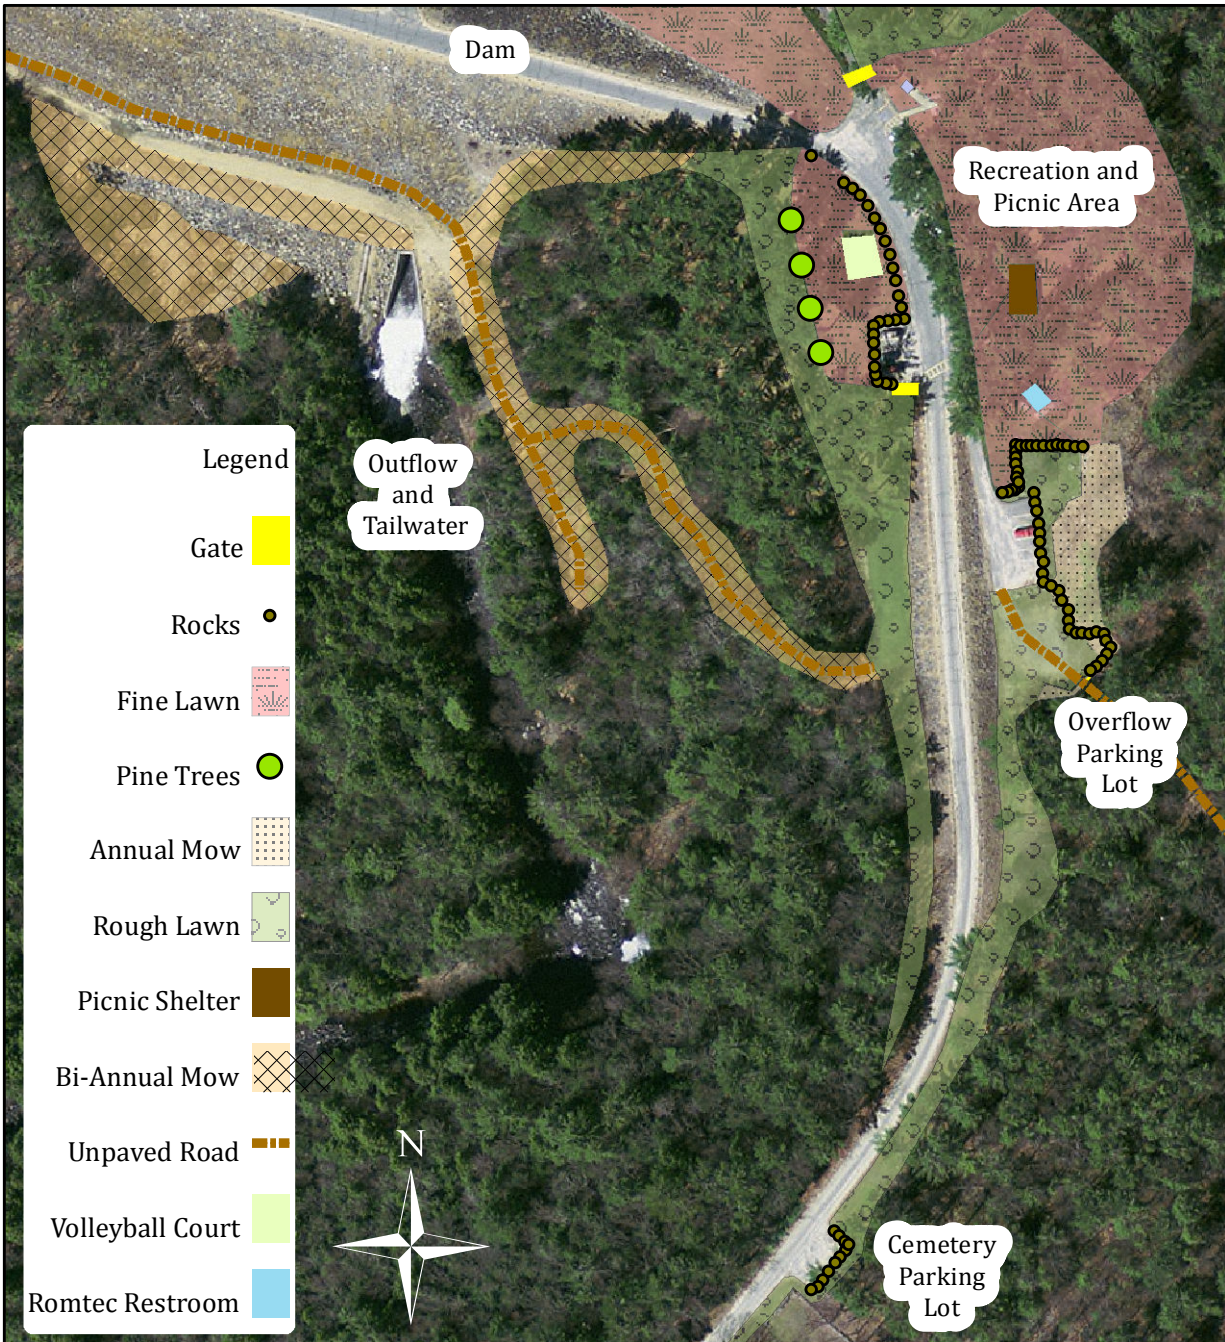 Dam
Recreation and
Picnic Area
Outflow
and
Tailwater
Legend
Gate
Rocks
Fine Lawn
Pine Trees
Annual Mow
Rough Lawn
Picnic Shelter
Bi-Annual Mow
Unpaved Road
Volleyball Court
Romtec Restroom
Overflow
Parking
Lot
N
Cemetery
Parking
Lot